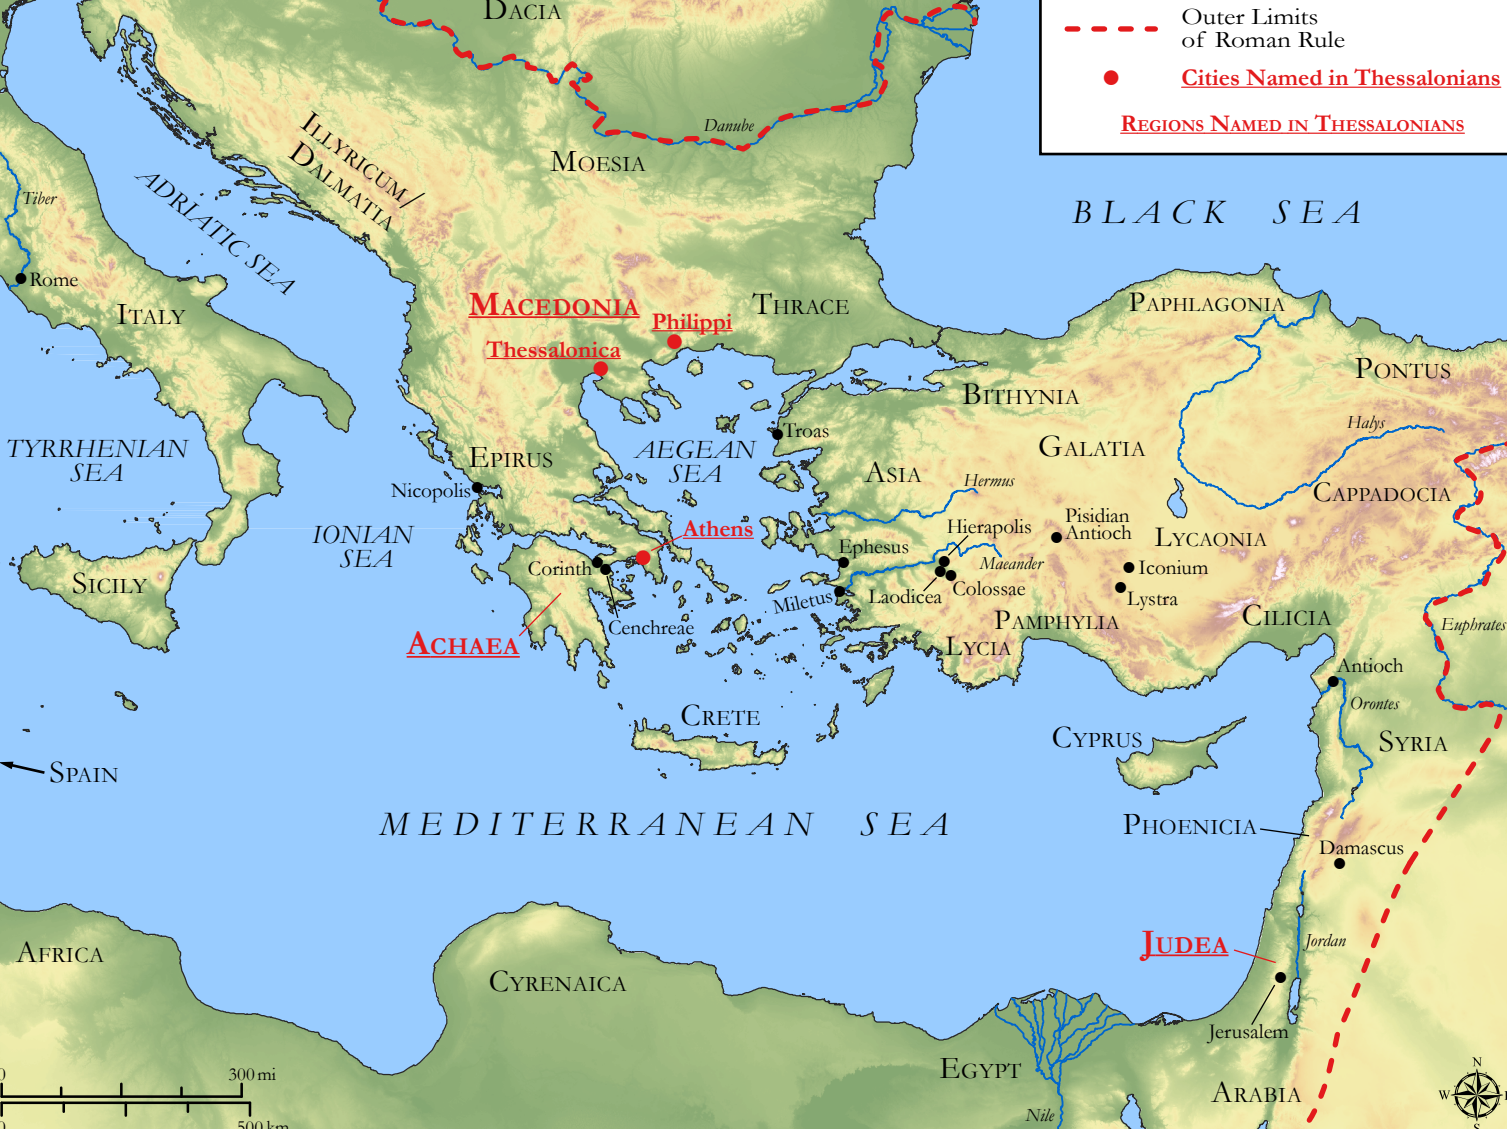 DACIA
Outer Limits
of Roman Rule
Cities Named in Thessalonians
REGIONS NAMED IN THESSALONIANS
Danube
MOESIA
ILLYRICUM/
DALMATIA
ADRIATIC SEA
Tiber
Rome
ITALY
BLACK SEA
MACEDONIA
Philippi
Thessalonica
THRACE
PAPHLAGONIA
PONTUS
BITHYNIA
Halys
GALATIA
Troas
AEGEAN
SEA
ASIA
Hermus
CAPPADOCIA
TYRRHENIAN
SEA
EPIRUS
Nicopolis
IONIAN
SEA
Athens
Hierapolis
Pisidian
Antioch
LYCAONIA
Ephesus
Maeander
Iconium
Corinth
SICILY
Laodicea
Colossae
Miletus
Lystra
Cenchreae
PAMPHYLIA
CILICIA
Euphrates
ACHAEA
LYCIA
Antioch
Orontes
CRETE
CYPRUS
SYRIA
SPAIN
MEDITERRANEAN SEA
PHOENICIA
Damascus
AFRICA
CYRENAICA
JUDEA
Jordan
Jerusalem
EGYPT
ARABIA
Nile
0
300 mi
0
500 km
N
W
E
S